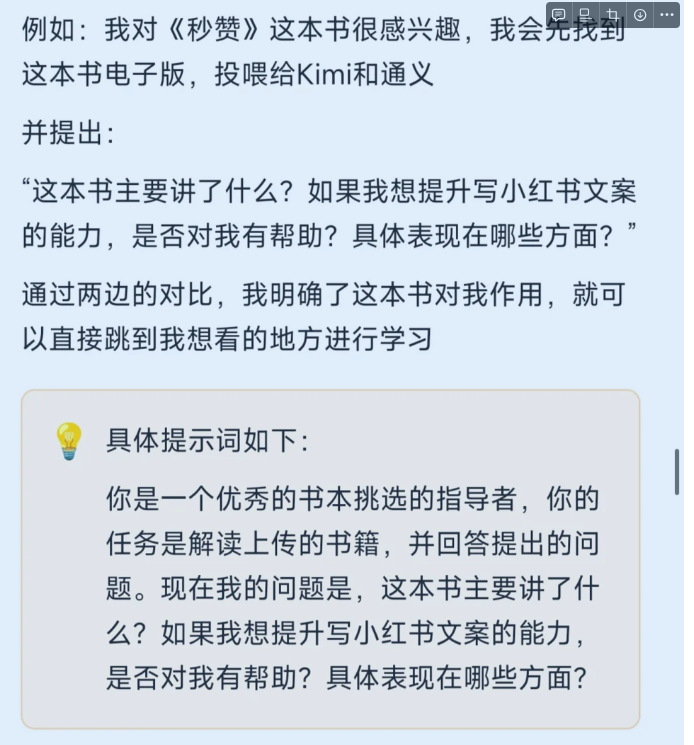 例如：我对《秒赞》这本书很感兴趣，我会先找到
这本书电子版，投喂给Kimi和通义
并提出：
“这本书主要讲了什么？如果我想提升写小红书文案
的能力，是否对我有帮助？具体表现在哪些方面？”
通过两边的对比，我明确了这本书对我作用，就可
以直接跳到我想看的地方进行学习
具体提示词如下：
你是一个优秀的书本挑选的指导者，你的
任务是解读上传的书籍，并回答提出的问
题。现在我的问题是，这本书主要讲了什
么？如果我想提升写小红书文案的能力，
是否对我有帮助？具体表现在哪些方面？